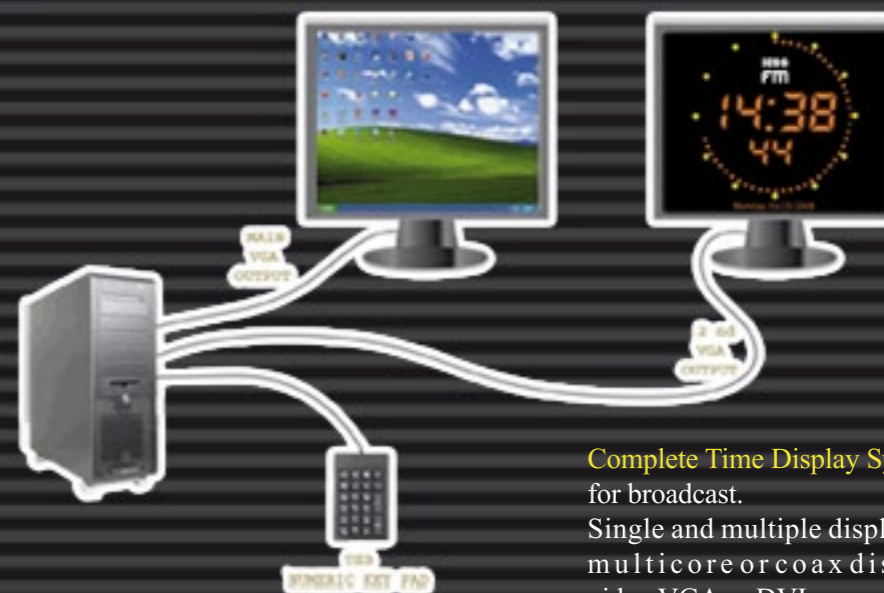 FM
14:38
44
MAIN
VGA
OUTPUT
2 nd
VGA
OUTPUT
USB
NUMERIC KEY PAD
Complete Time Display Sy
for broadcast.
Single and multiple displ
multicore or coax dis